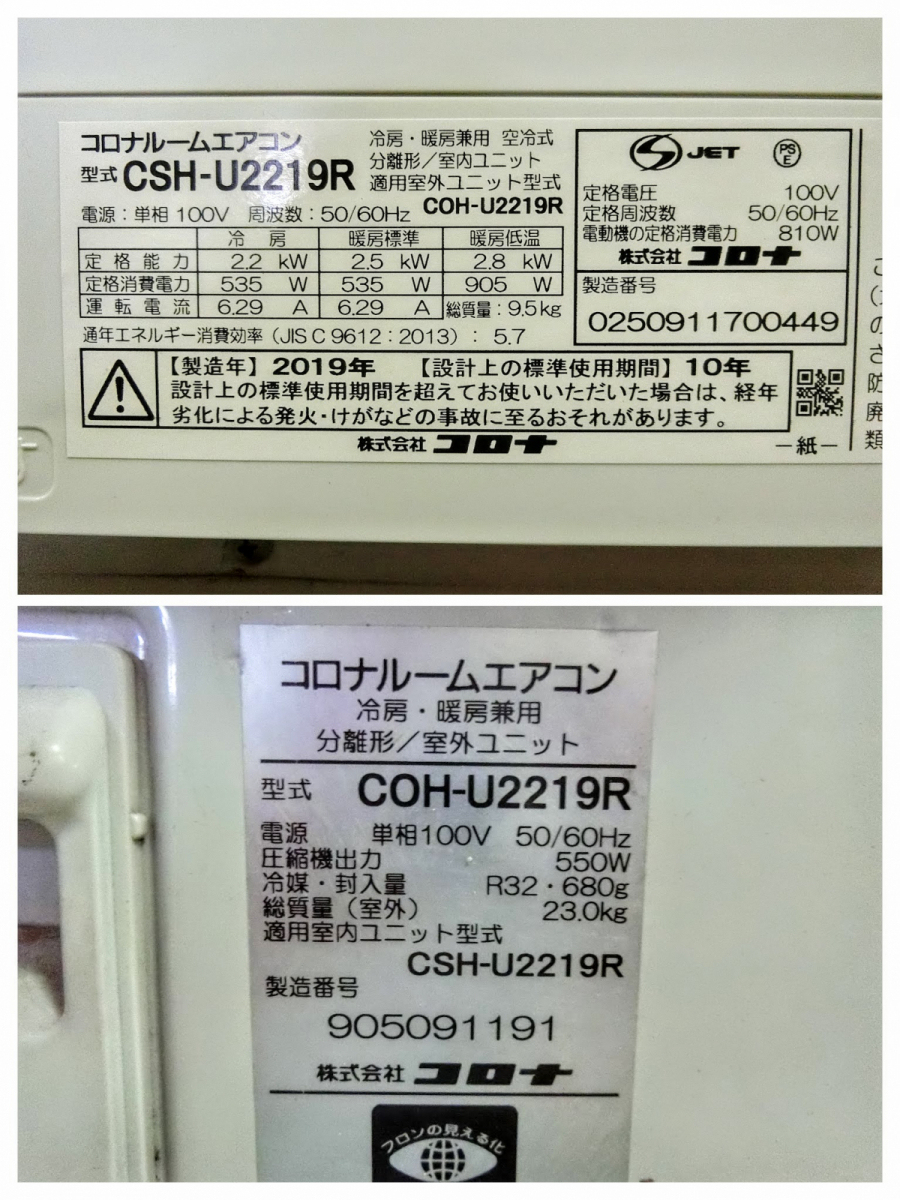 コロナルームエアコン
型式 CSH-U2219R
冷房・暖房兼用 空冷式
分離形／室内ユニット
適用室外ユニット型式
COH-U2219R
電源：単相 100V 周波数：50/60Hz
冷房 暖房標準 暖房低温
定格能力 2.2 kW 2.5 kW 2.8 kW
定格消費電力 535 W 535 W 905 W
運転電流 6.29 A 6.29 A 総質量：9.5kg
通年エネルギー消費効率（JIS C 9612：2013）：5.7
JET PSE
定格電圧 100V
定格周波数 50/60Hz
電動機の定格消費電力 810W
株式会社 コロナ
製造番号
0250911700449
【製造年】2019年 【設計上の標準使用期間】10年
設計上の標準使用期間を超えてお使いいただいた場合は、経年
劣化による発火・けがなどの事故に至るおそれがあります。
株式会社 コロナ
－紙－
こ
の
さ
防
廃
類
コロナルームエアコン
冷房・暖房兼用
分離形／室外ユニット
型式 COH-U2219R
電源 単相100V 50/60Hz
圧縮機出力 550W
冷媒・封入量 R32・680g
総質量（室外） 23.0kg
適用室内ユニット型式
CSH-U2219R
製造番号
905091191
株式会社 コロナ
フロンの見える化